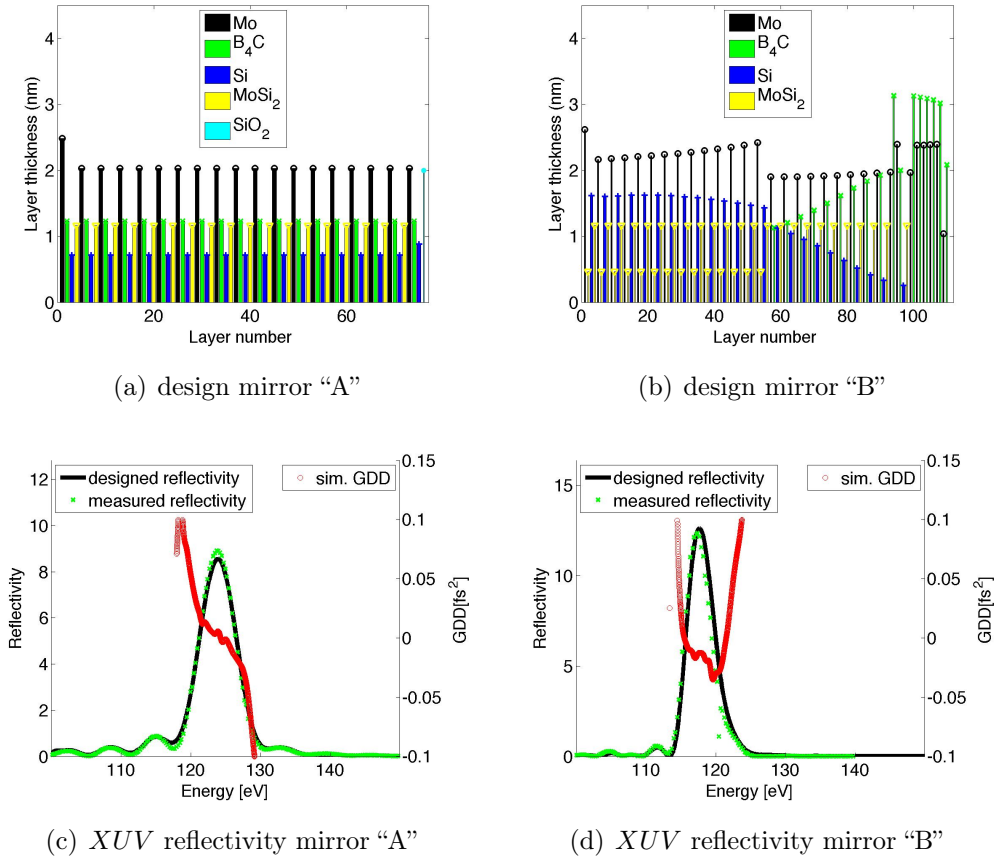 Layer thickness (nm)
4
3
2
1
0
0
20
40
60
Layer number
Mo
B4C
Si
MoSi2
SiO2
(a) design mirror “A”
Layer thickness (nm)
4
3
2
1
0
0
20
40
60
80
100
Layer number
Mo
B4C
Si
MoSi2
(b) design mirror “B”
Reflectivity
12
10
8
6
4
2
0
designed reflectivity
measured reflectivity
sim. GDD
0.15
0.1
0.05
0
-0.05
-0.1
GDD[fs2]
110
120
130
140
Energy [eV]
(c) XUV reflectivity mirror “A”
Reflectivity
15
10
5
0
designed reflectivity
measured reflectivity
sim. GDD
0.15
0.1
0.05
0
-0.05
-0.1
GDD[fs2]
110
120
130
140
Energy [eV]
(d) XUV reflectivity mirror “B”